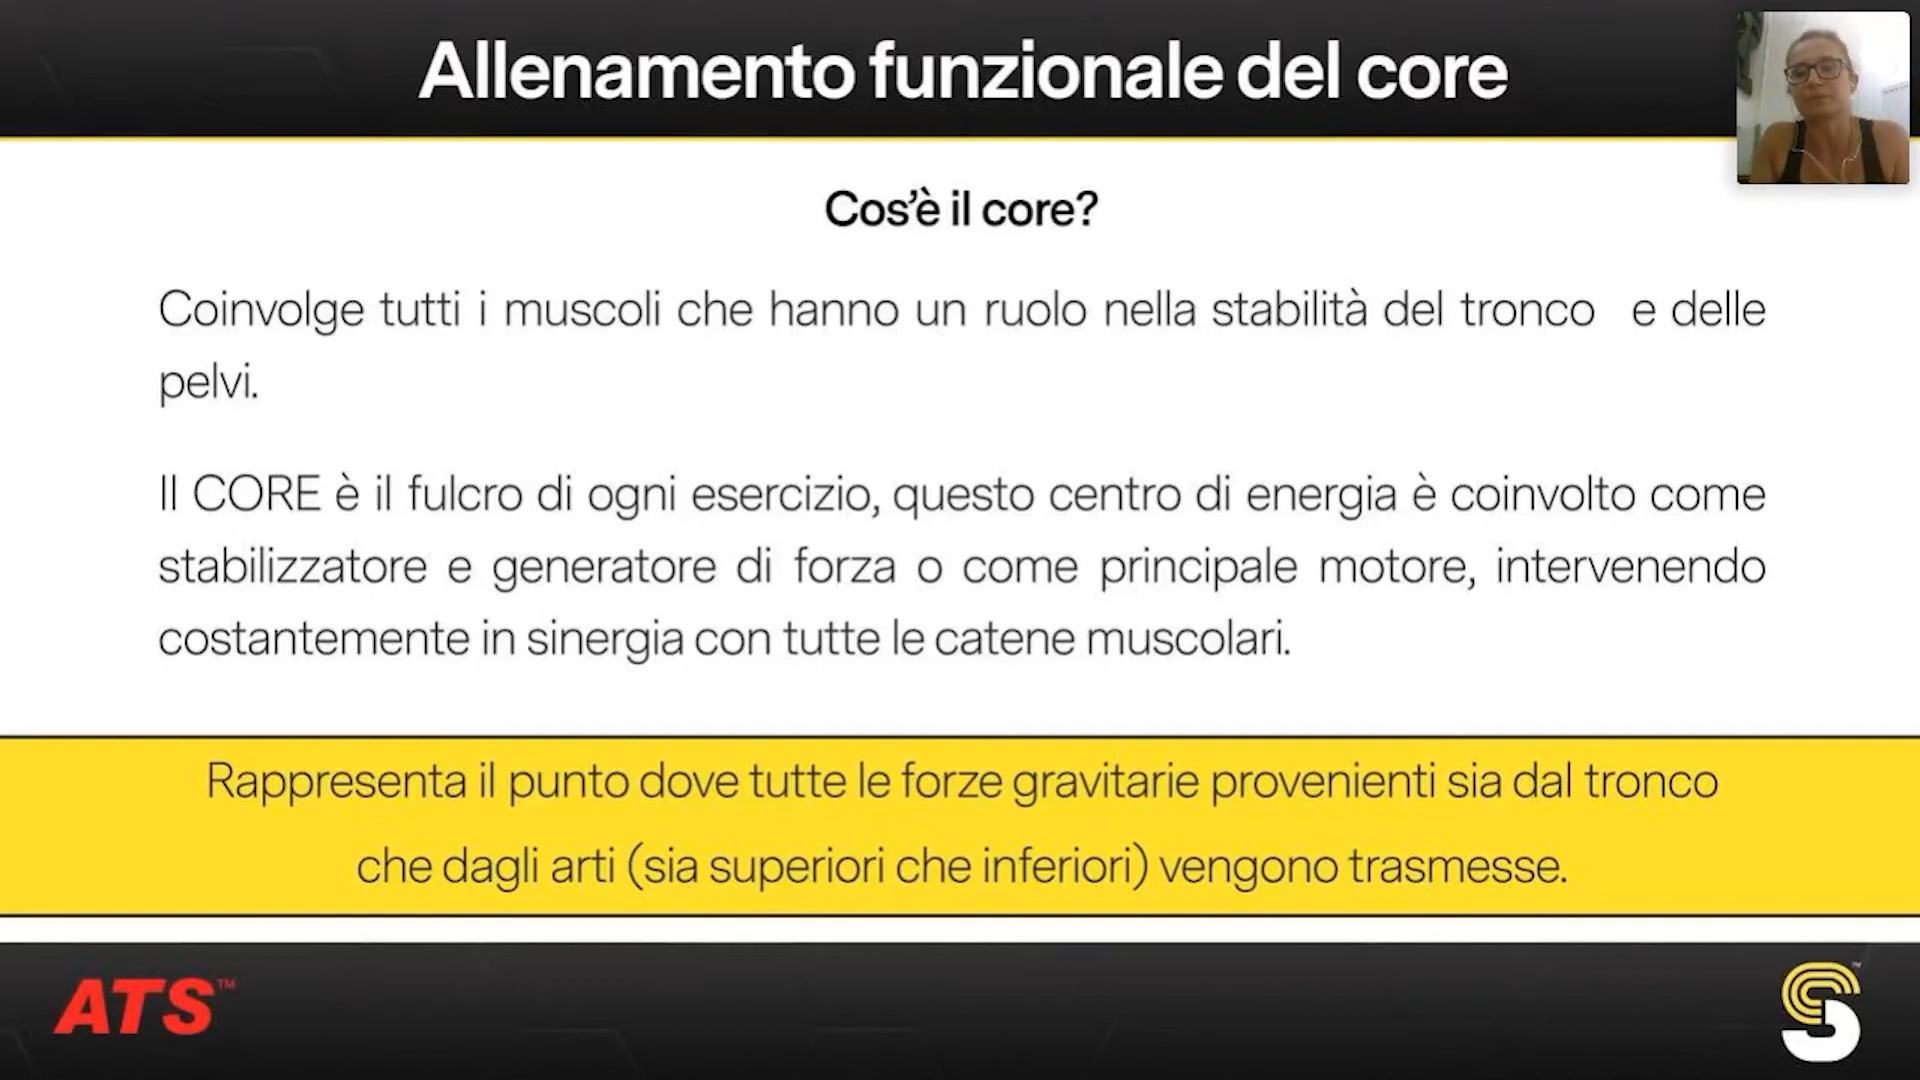 Allenamento funzionale del core
Cos’è il core?
Coinvolge tutti i muscoli che hanno un ruolo nella stabilità del tronco e delle
pelvi.
Il CORE è il fulcro di ogni esercizio, questo centro di energia è coinvolto come
stabilizzatore e generatore di forza o come principale motore, intervenendo
costantemente in sinergia con tutte le catene muscolari.
Rappresenta il punto dove tutte le forze gravitarie provenienti sia dal tronco
che dagli arti (sia superiori che inferiori) vengono trasmesse.
ATS™
S™